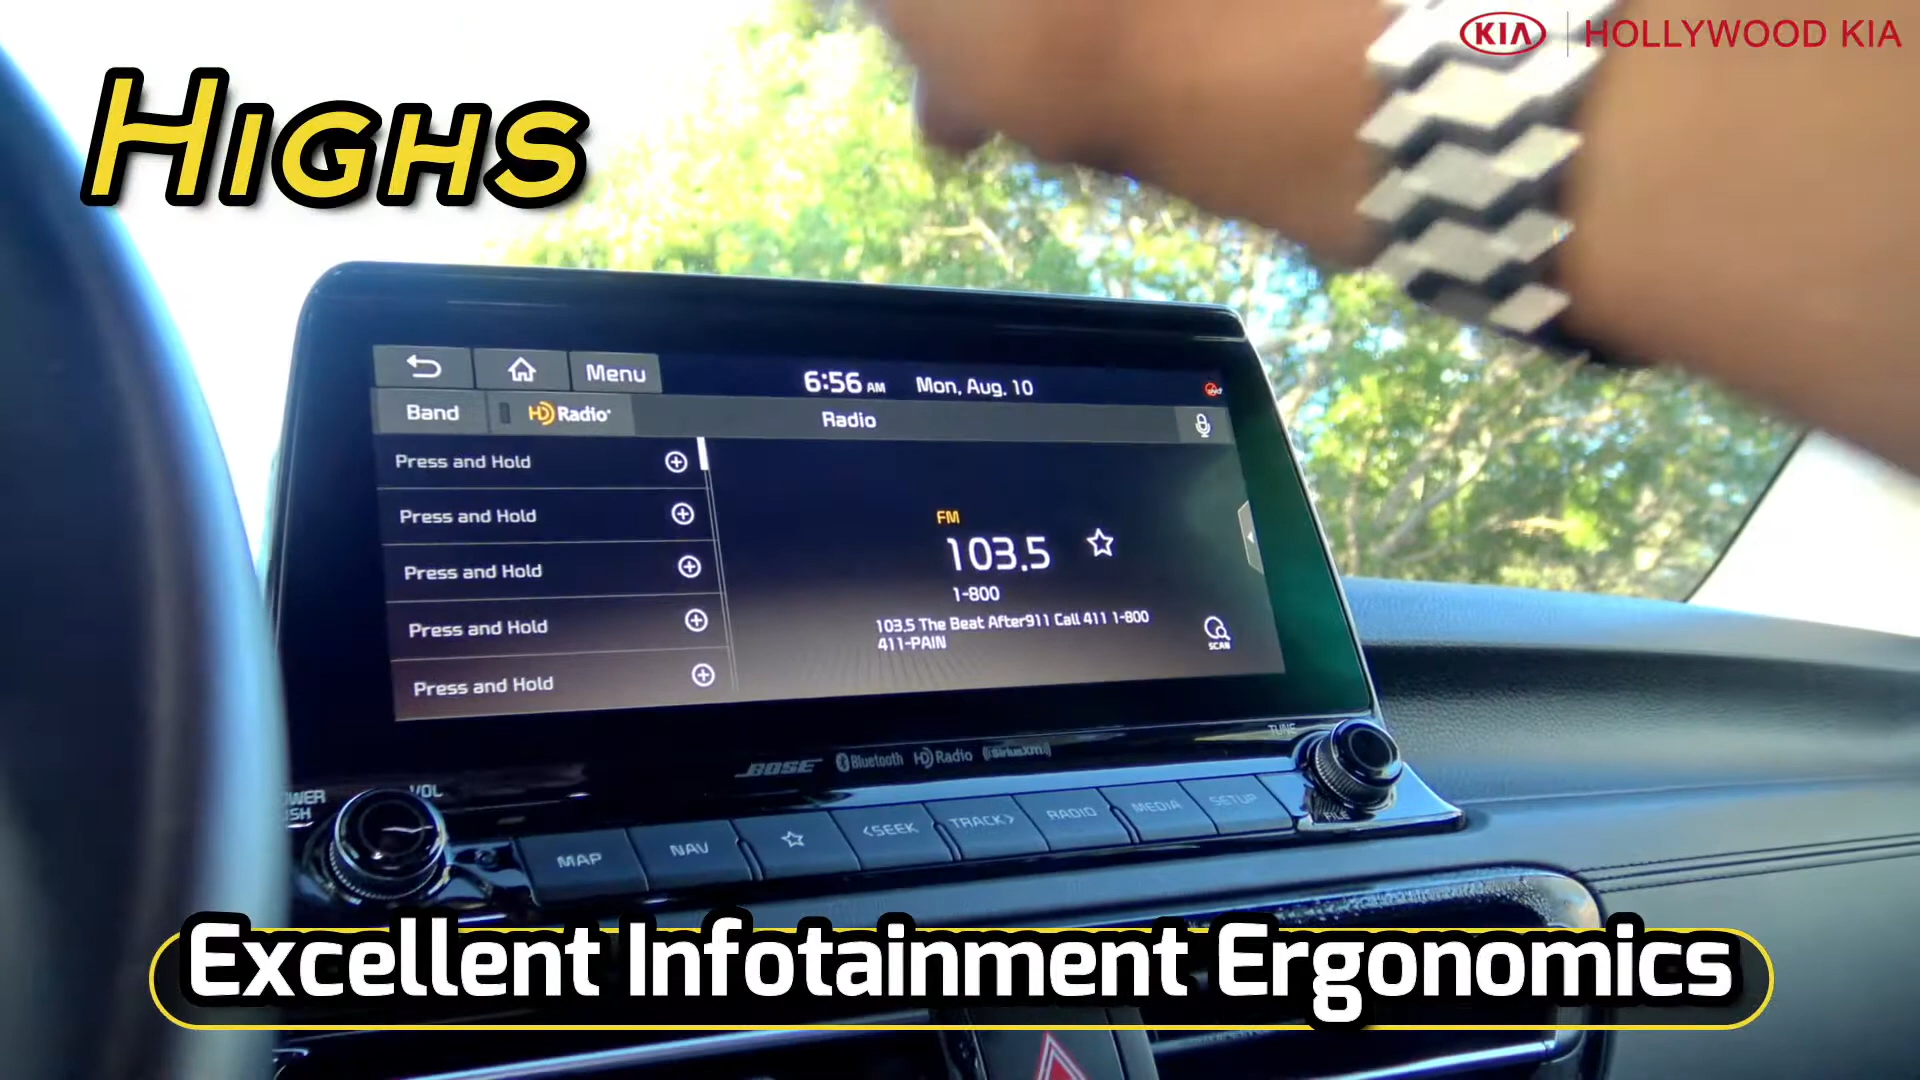 KIA HOLLYWOOD KIA
HIGHS
Menu
6:56 AM Mon, Aug. 10
Band HD Radio Radio
Press and Hold
Press and Hold
Press and Hold
Press and Hold
Press and Hold
FM
103.5
1-800
103.5 The Beat After911 Call 411 1-800
411-PAIN
SCAN
BOSE Bluetooth HD Radio SiriusXM
TUNE
VOL
MAP NAV <SEEK TRACK> RADIO MEDIA SETUP
FILE
Excellent Infotainment Ergonomics